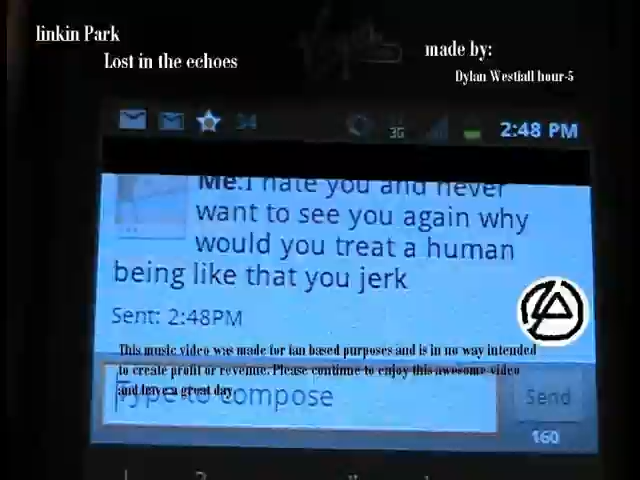 linkin Park
Lost in the echoes
made by:
Dylan Westfall hour-5
Virgin
34
3G
2:48 PM
Me:I hate you and never
want to see you again why
would you treat a human
being like that you jerk
Sent: 2:48PM
This music video was made for fan based purposes and is in no way intended
to create profit or revenue. Please continue to enjoy this awesome video
and have a great day
Type to compose
Send
160